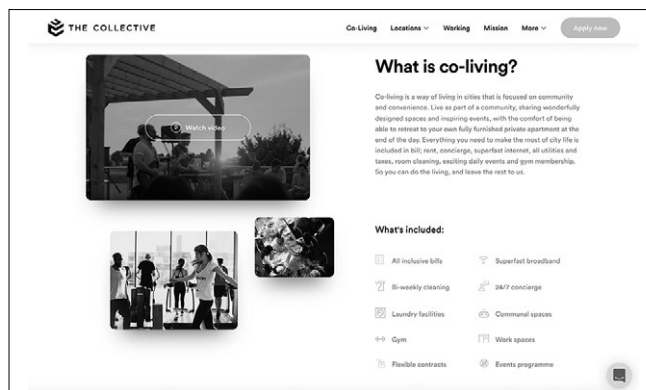 THE COLLECTIVE
Co-Living Locations Working Mission More Apply now
Watch video
What is co-living?
Co-living is a way of living in cities that is focused on community
and convenience. Live as part of a community, sharing wonderfully
designed spaces and inspiring events, with the comfort of being
able to retreat to your own fully furnished private apartment at the
end of the day. Everything you need to make the most of city life is
included in bill; rent, concierge, superfast internet, all utilities and
taxes, room cleaning, exciting daily events and gym membership.
So you can do the living, and leave the rest to us.
What's included:
All inclusive bills Superfast broadband
Bi-weekly cleaning 24/7 concierge
Laundry facilities Communal spaces
Gym Work spaces
Flexible contracts Events programme